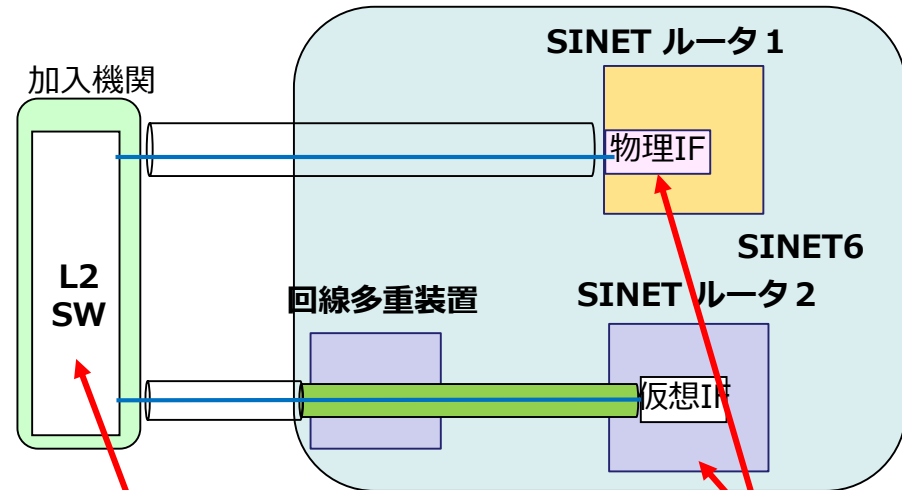 SINET ルータ１
加入機関
物理IF
SINET6
L2
SW
回線多重装置
SINET ルータ２
仮想IF